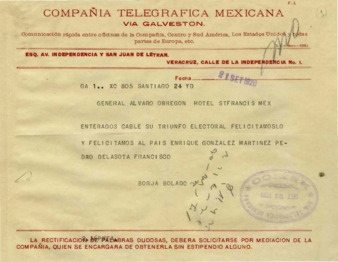 COMPAÑIA TELEGRAFICA MEXICANA
VIA GALVESTON.
Comunicación rápida entre oficinas de la Compañía, Centro y Sud América, Los Estados Unidos
partes de Europa, etc.
ESQ. AV. INDEPENDENCIA Y SAN JUAN DE LETRAN.
VERACRUZ, CALLE DE LA INDEPENDENCIA No. 1.
Fecha
SEP 1920
GA 1.. XC 805 SANTIAGO 24 YO
GENERAL ALVARO OBREGON HOTEL STFRANCIS MEX
ENTERADOS CABLE SU TRIUNFO ELECTORAL FELICITAMOSLO
Y FELICITAMOS AL PAIS ENRIQUE GONZALEZ MARTINEZ PE
DRO DELASOTA FRANCISCO
BORJA BOLADO
LA RECTIFICACION DE PALABRAS DUDOSAS, DEBERA SOLICITARSE POR MEDIACION DE LA
COMPAÑIA, QUIEN SE ENCARGARA DE OBTENERLA SIN ESTIPENDIO ALGUNO.